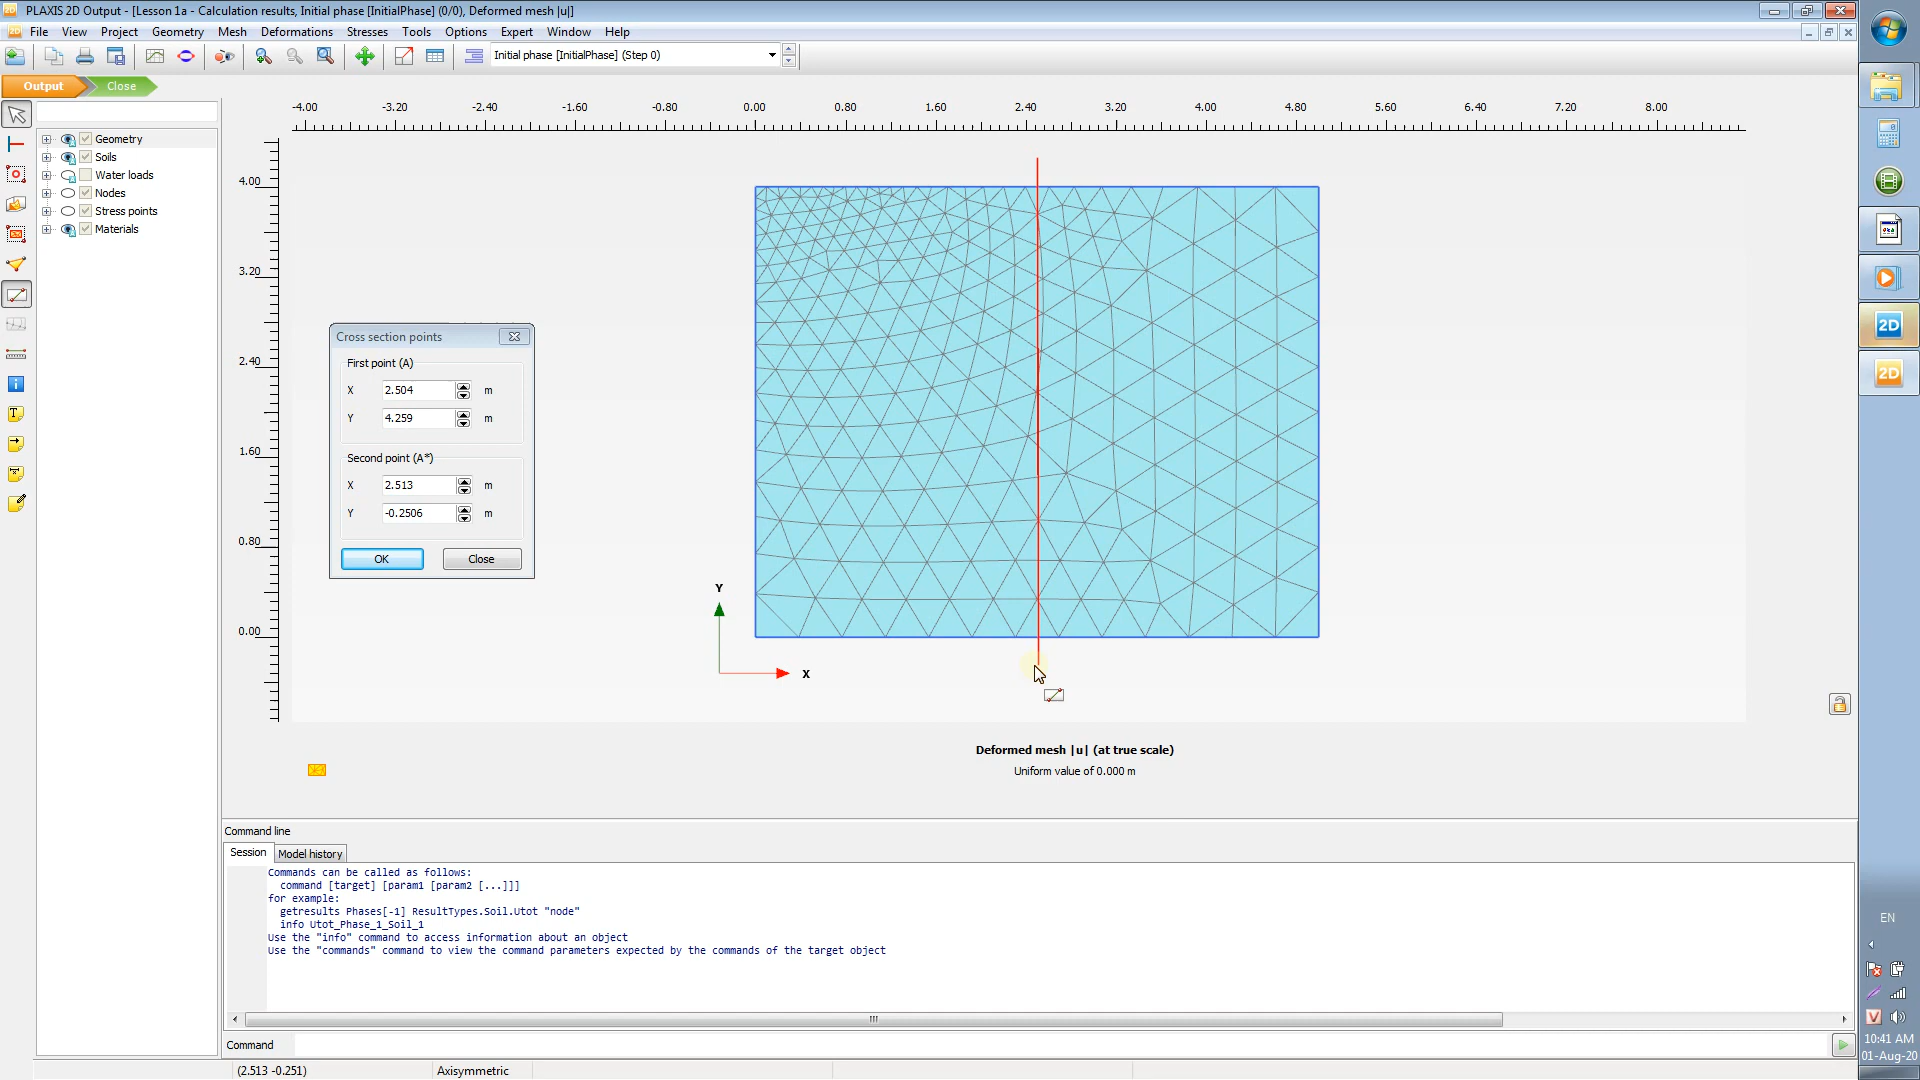 PLAXIS 2D Output - [Lesson 1a - Calculation results, Initial phase [InitialPhase] (0/0), Deformed mesh |u|]
File View Project Geometry Mesh Deformations Stresses Tools Options Expert Window Help
Initial phase [InitialPhase] (Step 0)
Output Close
-4.00 -3.20 -2.40 -1.60 -0.80 0.00 0.80 1.60 2.40 3.20 4.00 4.80 5.60 6.40 7.20 8.00
Geometry
Soils
Water loads
Nodes
Stress points
Materials
4.00
3.20
2.40
1.60
0.80
0.00
Cross section points
First point (A)
X 2.504 m
Y 4.259 m
Second point (A*)
X 2.513 m
Y -0.2506 m
OK Close
Y
X
Deformed mesh |u| (at true scale)
Uniform value of 0.000 m
Command line
Session Model history
Commands can be called as follows:
command [target] [param1 [param2 [...]]]
for example:
getresults Phases[-1] ResultTypes.Soil.Utot "node"
info Utot_Phase_1_Soil_1
Use the "info" command to access information about an object
Use the "commands" command to view the command parameters expected by the commands of the target object
Command
(2.513 -0.251) Axisymmetric
2D
2D
EN
10:41 AM
01-Aug-20